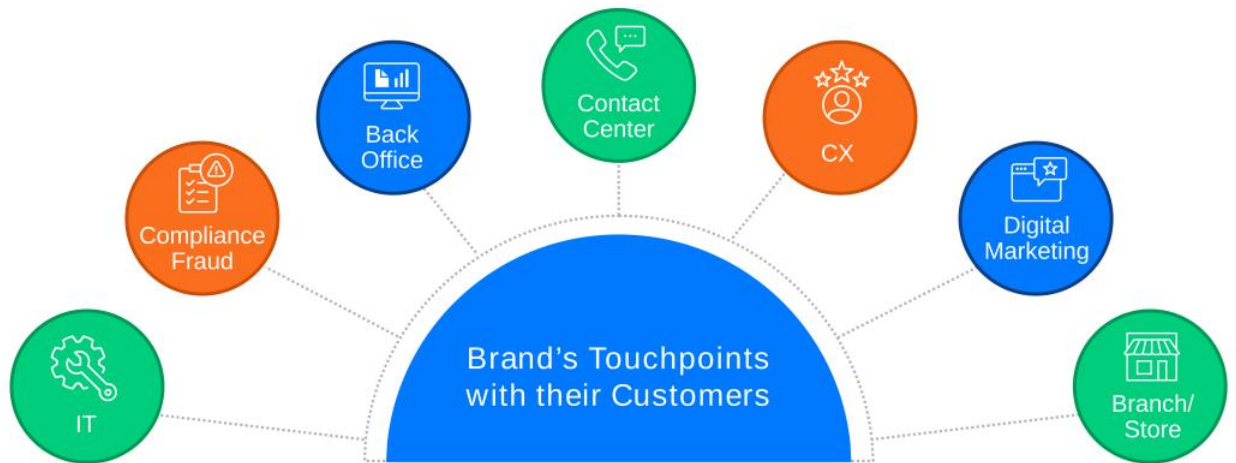 Contact
Center
Back
Office
CX
Compliance
Fraud
Digital
Marketing
Brand’s Touchpoints
with their Customers
IT
Branch/
Store